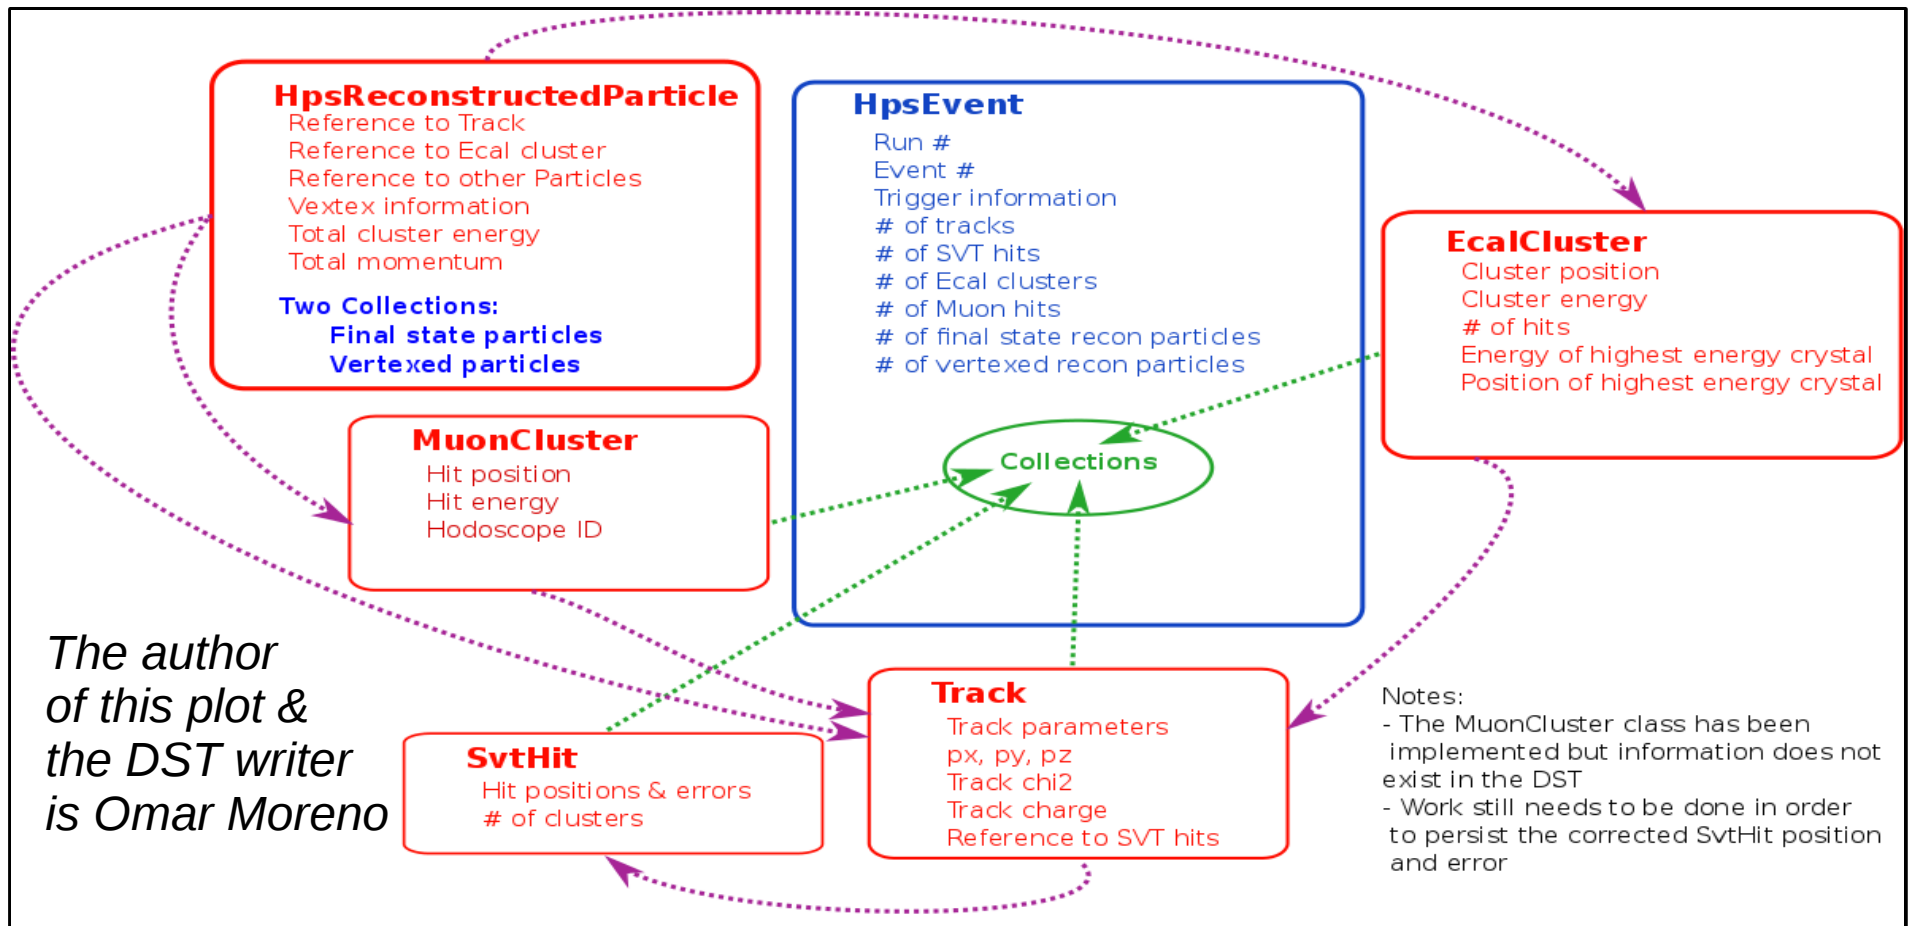 HpsReconstructedParticle
Reference to Track
Reference to Ecal cluster
Reference to other Particles
Vextex information
Total cluster energy
Total momentum
Two Collections:
Final state particles
Vertexed particles
HpsEvent
Run #
Event #
Trigger information
# of tracks
# of SVT hits
# of Ecal clusters
# of Muon hits
# of final state recon particles
# of vertexed recon particles
Collections
EcalCluster
Cluster position
Cluster energy
# of hits
Energy of highest energy crystal
Position of highest energy crystal
MuonCluster
Hit position
Hit energy
Hodoscope ID
The author
of this plot &
the DST writer
is Omar Moreno
SvtHit
Hit positions & errors
# of clusters
Track
Track parameters
px, py, pz
Track chi2
Track charge
Reference to SVT hits
Notes:
- The MuonCluster class has been
implemented but information does not
exist in the DST
- Work still needs to be done in order
to persist the corrected SvtHit position
and error